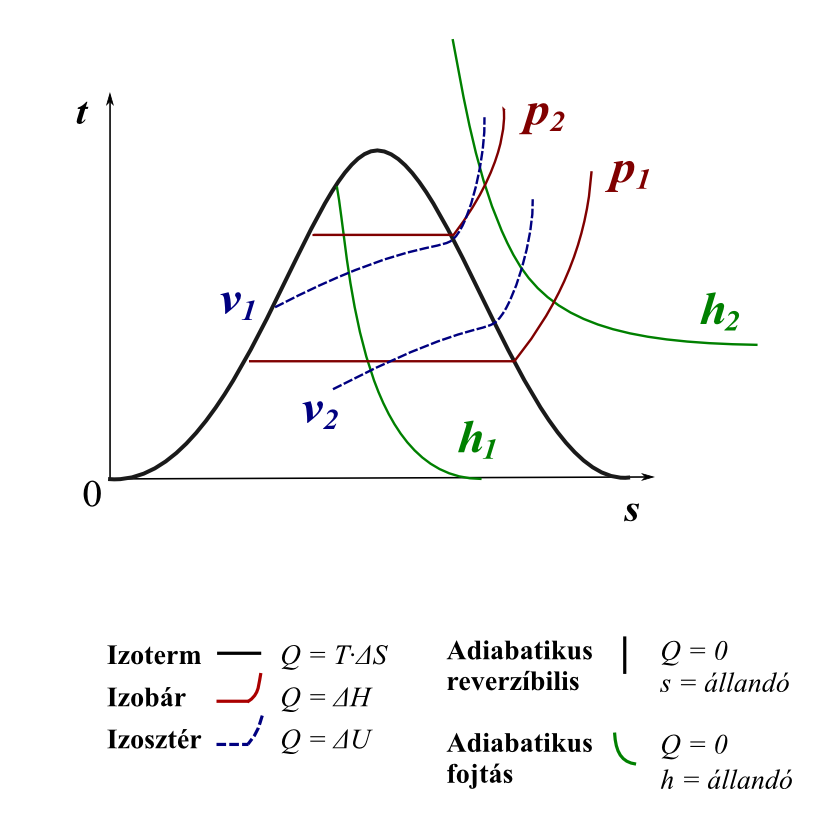 t
p₂
p₁
v₁
h₂
v₂
h₁
0
s
Izoterm Q = T·ΔS
Izobár Q = ΔH
Izosztér Q = ΔU
Adiabatikus Q = 0
reverzíbilis s = állandó
Adiabatikus Q = 0
fojtás h = állandó